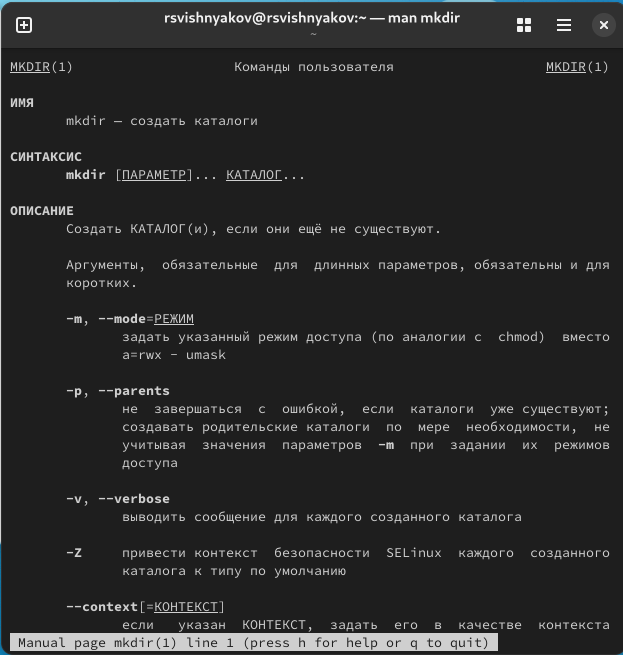 rsvishnyakov@rsvishnyakov:~ — man mkdir
~
MKDIR(1) Команды пользователя MKDIR(1)
ИМЯ
mkdir – создать каталоги
СИНТАКСИС
mkdir [ПАРАМЕТР]... КАТАЛОГ...
ОПИСАНИЕ
Создать КАТАЛОГ(и), если они ещё не существуют.
Аргументы, обязательные для длинных параметров, обязательны и для
коротких.
-m, --mode=РЕЖИМ
задать указанный режим доступа (по аналогии с chmod) вместо
a=rwx - umask
-p, --parents
не завершаться с ошибкой, если каталоги уже существуют;
создавать родительские каталоги по мере необходимости, не
учитывая значения параметров -m при задании их режимов
доступа
-v, --verbose
выводить сообщение для каждого созданного каталога
-Z привести контекст безопасности SELinux каждого созданного
каталога к типу по умолчанию
--context[=КОНТЕКСТ]
если указан КОНТЕКСТ, задать его в качестве контекста
Manual page mkdir(1) line 1 (press h for help or q to quit)